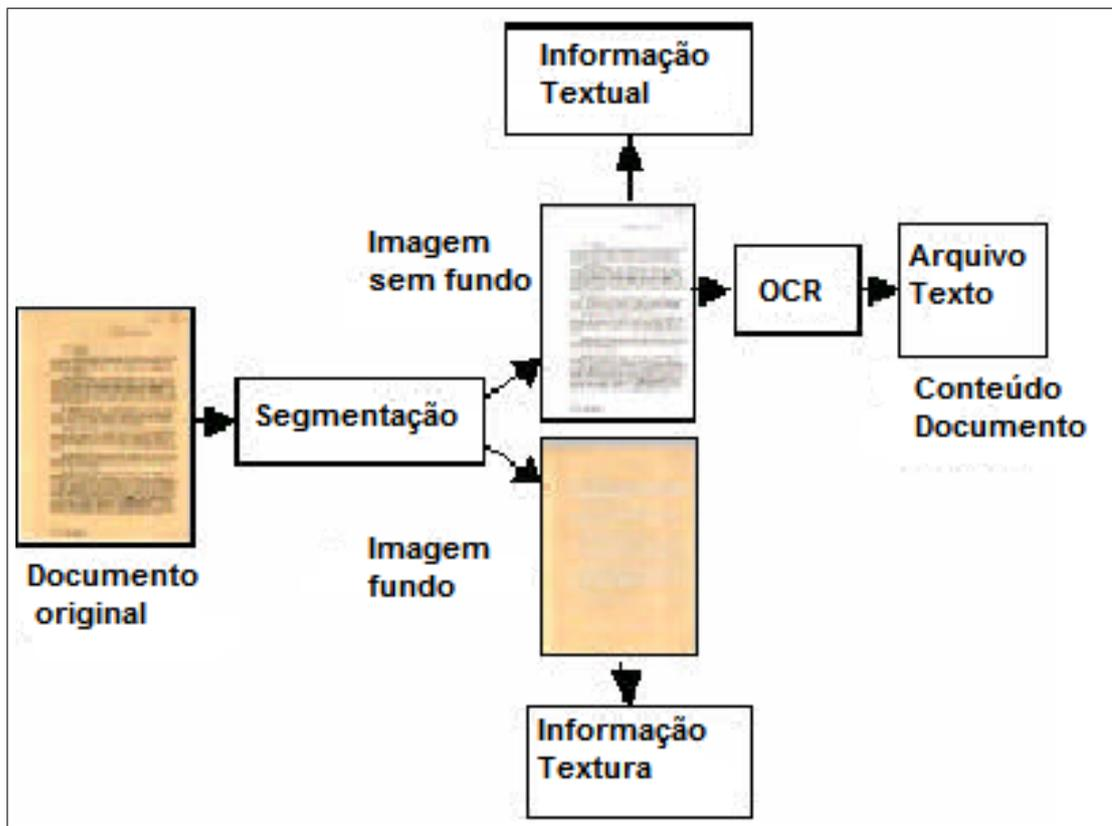 Informação
Textual
Imagem
sem fundo
OCR
Arquivo
Texto
Conteúdo
Documento
Segmentação
Documento
original
Imagem
fundo
Informação
Textura